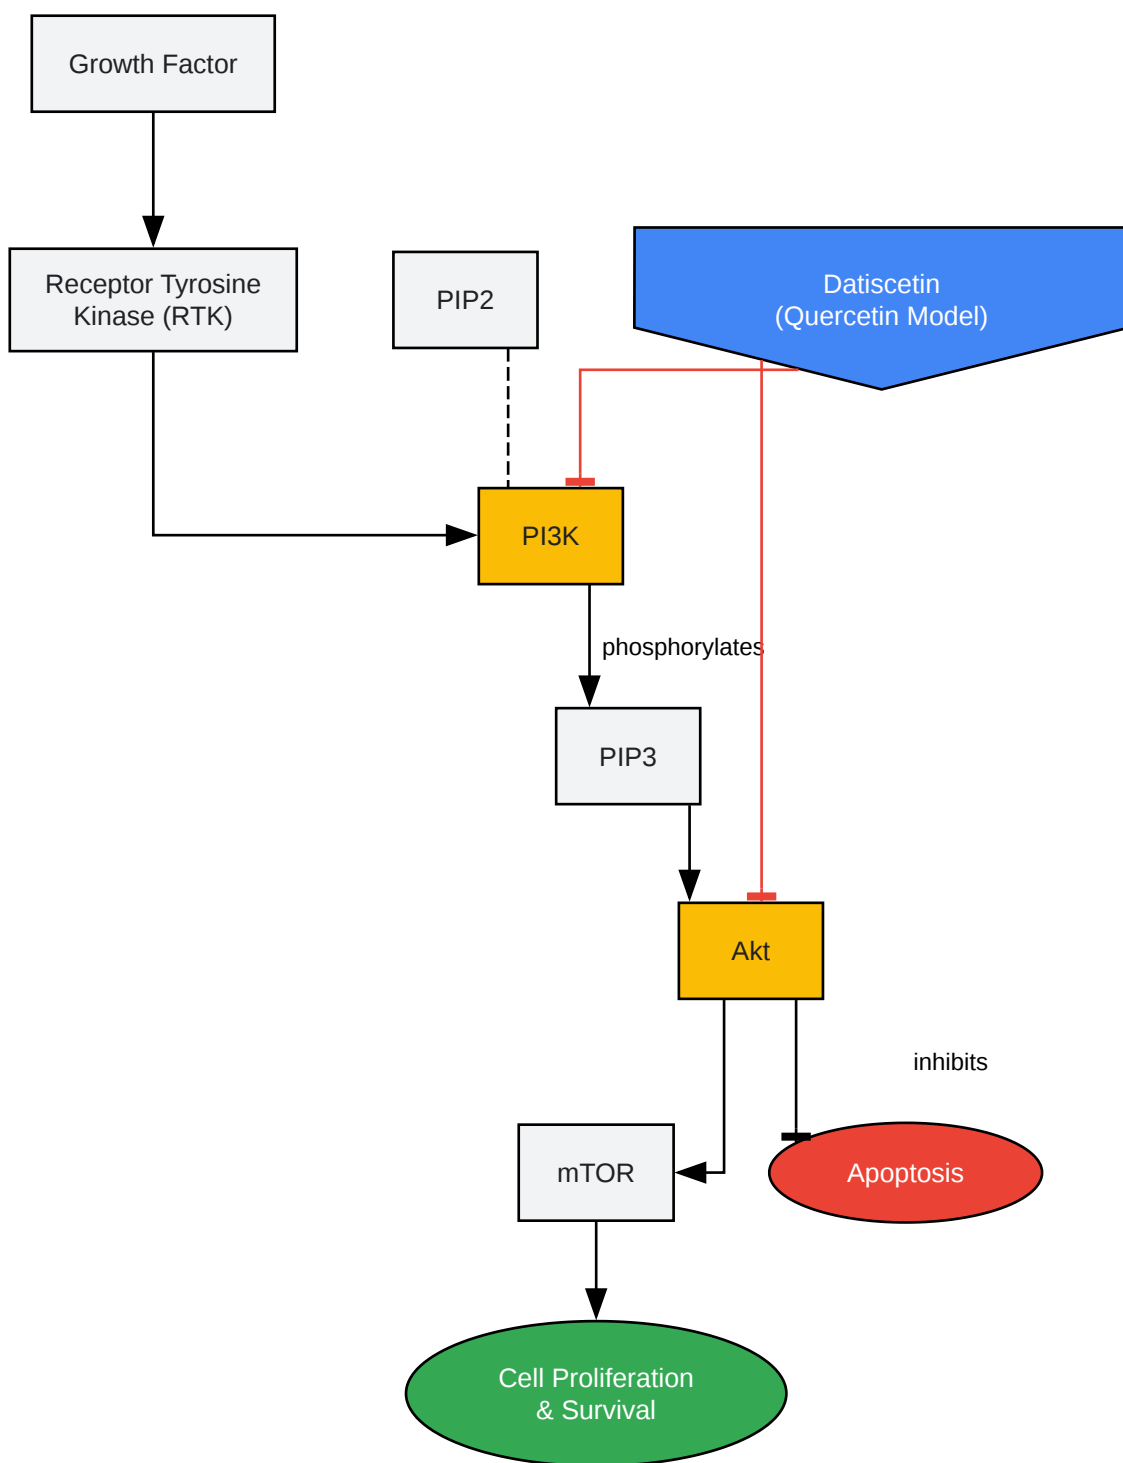 Growth Factor
Receptor Tyrosine
Kinase (RTK)
PIP2
Datiscetin
(Quercetin Model)
PI3K
phosphorylates
PIP3
Akt
inhibits
mTOR
Apoptosis
Cell Proliferation
& Survival